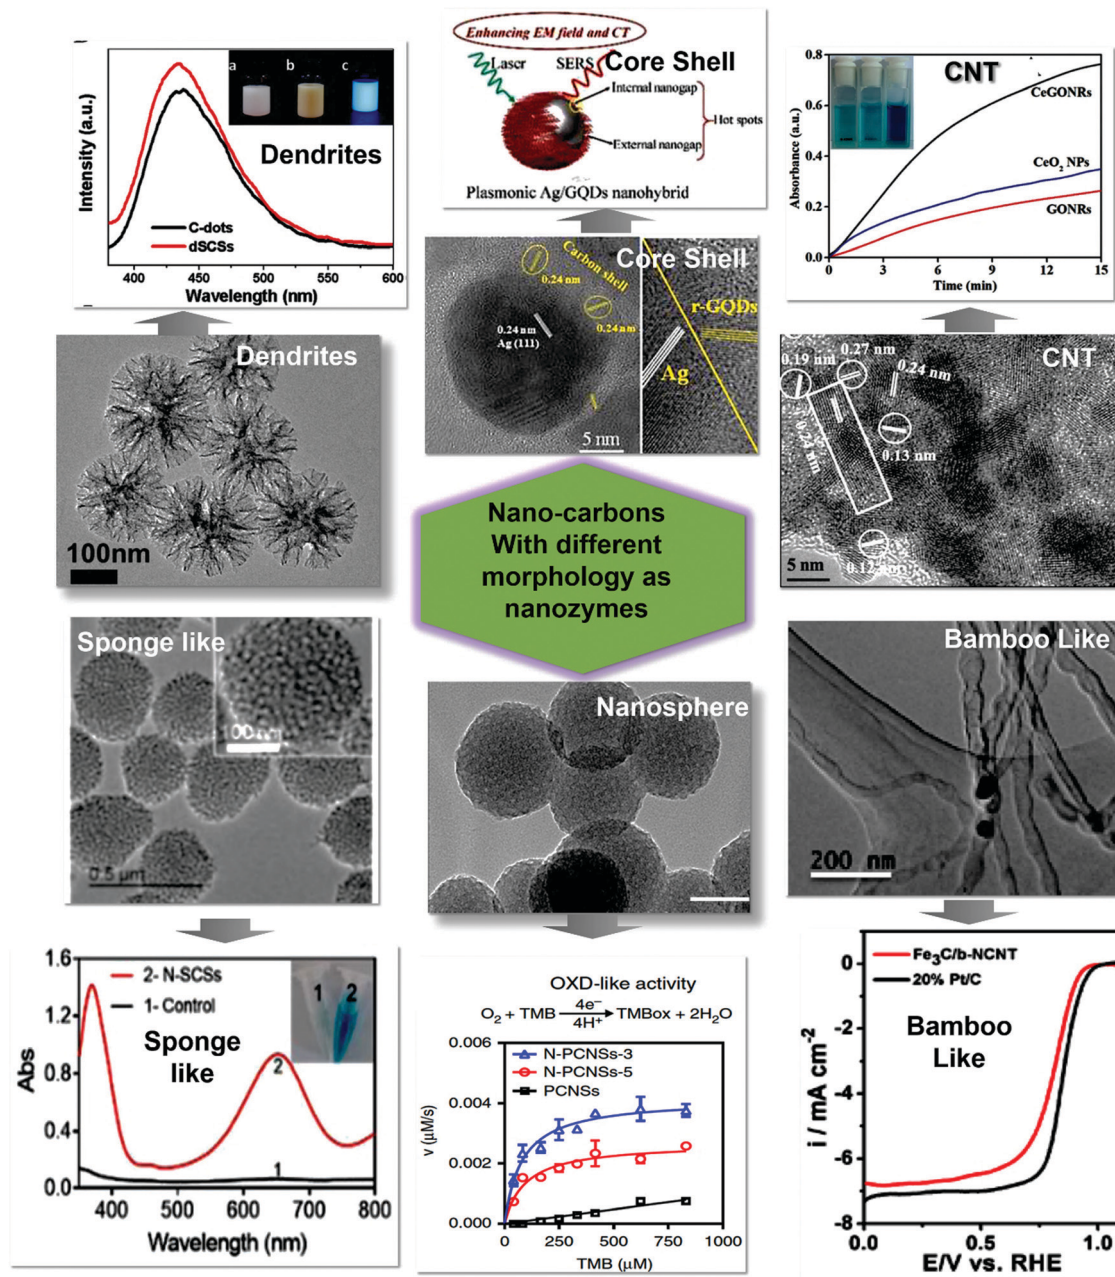 a
b
c
Dendrites
Intensity (a.u.)
C-dots
dSCSs
400
450
500
550
600
Wavelength (nm)
Enhancing EM field and CT
Laser
SERS
Core Shell
Internal nanogap
Hot spots
External nanogap
Plasmonic Ag/GQDs nanohybrid
0.8
0.6
0.4
0.2
0.0
Absorbance (a.u.)
CNT
CeGONRs
CeO2 NPs
GONRs
0
3
6
9
12
15
Time (min)
Dendrites
100nm
Core Shell
Carbon shell
0.24 nm
0.24 nm
0.24 nm
Ag (111)
r-GQDs
Ag
5 nm
CNT
0.19 nm
0.27 nm
0.24 nm
0.24 nm
0.13 nm
0.12 nm
5 nm
Nano-carbons
With different
morphology as
nanozymes
Sponge like
100 nm
0.5 µm
Nanosphere
Bamboo Like
200 nm
1.6
1.2
0.8
0.4
0.0
Abs
2- N-SCSs
1- Control
1
2
Sponge
like
2
1
400
500
600
700
800
Wavelength (nm)
OXD-like activity
O2 + TMB 4e− 4H+ TMBox + 2H2O
0.006
0.004
0.002
0.000
v (µM/s)
N-PCNSs-3
N-PCNSs-5
PCNSs
0
250
500
750
1000
TMB (µM)
Fe3C/b-NCNT
20% Pt/C
Bamboo
Like
0
-2
-4
-6
-8
i / mA cm-2
0.0
0.5
1.0
E/V vs. RHE